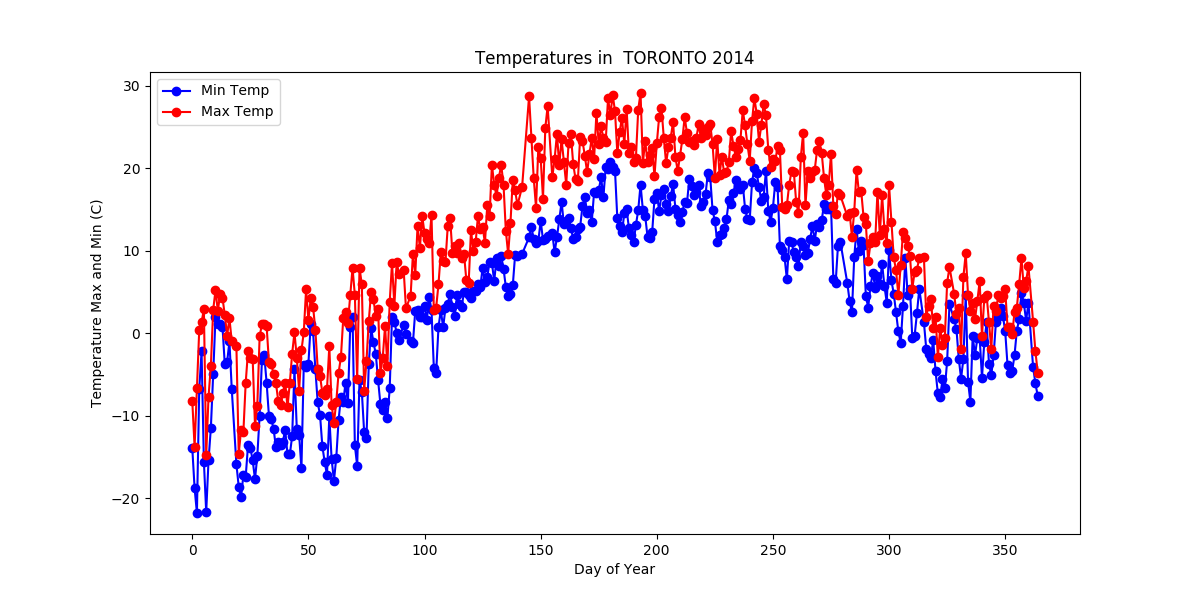 Temperatures in  TORONTO 2014
Min Temp
Max Temp
Temperature Max and Min (C)
30
20
10
0
−10
−20
0
50
100
150
200
250
300
350
Day of Year